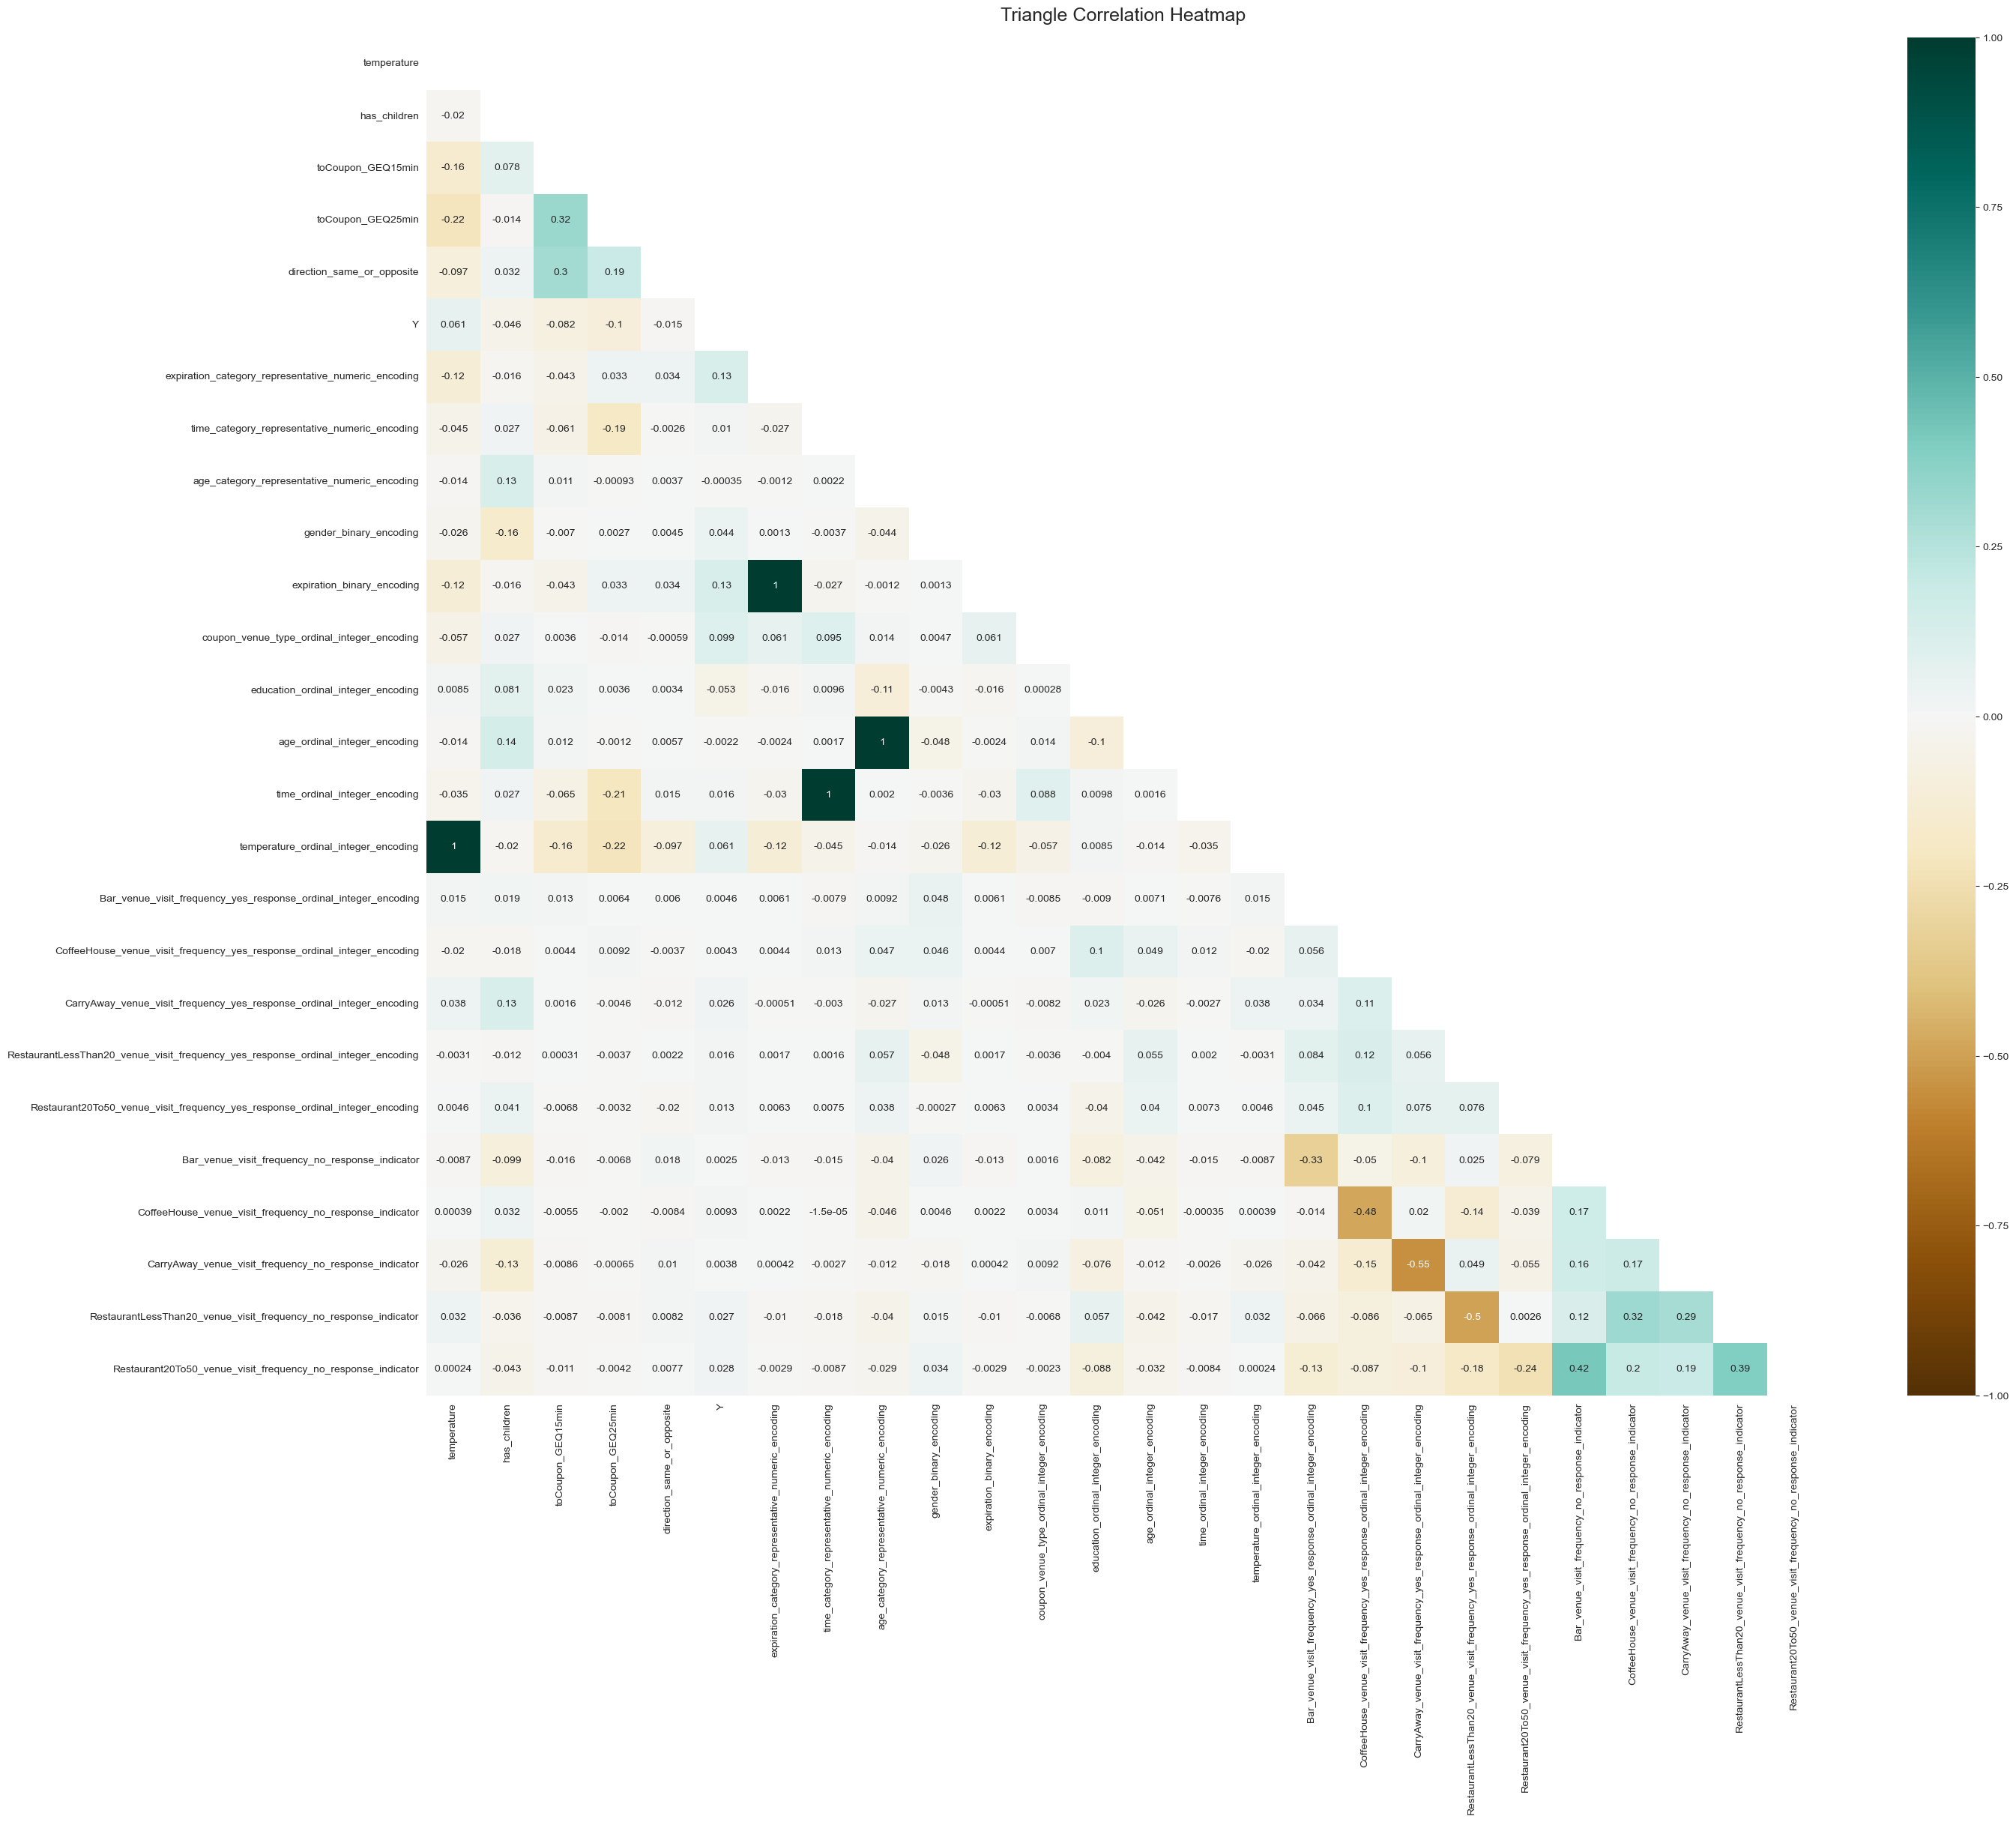 Triangle Correlation Heatmap
temperature
has_children -0.02
toCoupon_GEQ15min -0.16 0.078
toCoupon_GEQ25min -0.22 -0.014 0.32
direction_same_or_opposite -0.097 0.032 0.3 0.19
Y 0.061 -0.046 -0.082 -0.1 -0.015
expiration_category_representative_numeric_encoding -0.12 -0.016 -0.043 0.033 0.034 0.13
time_category_representative_numeric_encoding -0.045 0.027 -0.061 -0.19 -0.0026 0.01 -0.027
age_category_representative_numeric_encoding -0.014 0.13 0.011 -0.00093 0.0037 -0.00035 -0.0012 0.0022
gender_binary_encoding -0.026 -0.16 -0.007 0.0027 0.0045 0.044 0.0013 -0.0037 -0.044
expiration_binary_encoding -0.12 -0.016 -0.043 0.033 0.034 0.13 1 -0.027 -0.0012 0.0013
coupon_venue_type_ordinal_integer_encoding -0.057 0.027 0.0036 -0.014 -0.00059 0.099 0.061 0.095 0.014 0.0047 0.061
education_ordinal_integer_encoding 0.0085 0.081 0.023 0.0036 0.0034 -0.053 -0.016 0.0096 -0.11 -0.0043 -0.016 0.00028
age_ordinal_integer_encoding -0.014 0.14 0.012 -0.0012 0.0057 -0.0022 -0.0024 0.0017 1 -0.048 -0.0024 0.014 -0.1
time_ordinal_integer_encoding -0.035 0.027 -0.065 -0.21 0.015 0.016 -0.03 1 0.002 -0.0036 -0.03 0.088 0.0098 0.0016
temperature_ordinal_integer_encoding 1 -0.02 -0.16 -0.22 -0.097 0.061 -0.12 -0.045 -0.014 -0.026 -0.12 -0.057 0.0085 -0.014 -0.035
Bar_venue_visit_frequency_yes_response_ordinal_integer_encoding 0.015 0.019 0.013 0.0064 0.006 0.0046 0.0061 -0.0079 0.0092 0.048 0.0061 -0.0085 -0.009 0.0071 -0.0076 0.015
CoffeeHouse_venue_visit_frequency_yes_response_ordinal_integer_encoding -0.02 -0.018 0.0044 0.0092 -0.0037 0.0043 0.0044 0.013 0.047 0.046 0.0044 0.007 0.1 0.049 0.012 -0.02 0.056
CarryAway_venue_visit_frequency_yes_response_ordinal_integer_encoding 0.038 0.13 0.0016 -0.0046 -0.012 0.026 -0.00051 -0.003 -0.027 0.013 -0.00051 -0.0082 0.023 -0.026 -0.0027 0.038 0.034 0.11
RestaurantLessThan20_venue_visit_frequency_yes_response_ordinal_integer_encoding -0.0031 -0.012 0.00031 -0.0037 0.0022 0.016 0.0017 0.0016 0.057 -0.048 0.0017 -0.0036 -0.004 0.055 0.002 -0.0031 0.084 0.12 0.056
Restaurant20To50_venue_visit_frequency_yes_response_ordinal_integer_encoding 0.0046 0.041 -0.0068 -0.0032 -0.02 0.013 0.0063 0.0075 0.038 -0.00027 0.0063 0.0034 -0.04 0.04 0.0073 0.0046 0.045 0.1 0.075 0.076
Bar_venue_visit_frequency_no_response_indicator -0.0087 -0.099 -0.016 -0.0068 0.018 0.0025 -0.013 -0.015 -0.04 0.026 -0.013 0.0016 -0.082 -0.042 -0.015 -0.0087 -0.33 -0.05 -0.1 0.025 -0.079
CoffeeHouse_venue_visit_frequency_no_response_indicator 0.00039 0.032 -0.0055 -0.002 -0.0084 0.0093 0.0022 -1.5e-05 -0.046 0.0046 0.0022 0.0034 0.011 -0.051 -0.00035 0.00039 -0.014 -0.48 0.02 -0.14 -0.039 0.17
CarryAway_venue_visit_frequency_no_response_indicator -0.026 -0.13 -0.0086 -0.00065 0.01 0.0038 0.00042 -0.0027 -0.012 -0.018 0.00042 0.0092 -0.076 -0.012 -0.0026 -0.026 -0.042 -0.15 -0.55 0.049 -0.055 0.16 0.17
RestaurantLessThan20_venue_visit_frequency_no_response_indicator 0.032 -0.036 -0.0087 -0.0081 0.0082 0.027 -0.01 -0.018 -0.04 0.015 -0.01 -0.0068 0.057 -0.042 -0.017 0.032 -0.066 -0.086 -0.065 -0.5 0.0026 0.12 0.32 0.29
Restaurant20To50_venue_visit_frequency_no_response_indicator 0.00024 -0.043 -0.011 -0.0042 0.0077 0.028 -0.0029 -0.0087 -0.029 0.034 -0.0029 -0.0023 -0.088 -0.032 -0.0084 0.00024 -0.13 -0.087 -0.1 -0.18 -0.24 0.42 0.2 0.19 0.39
temperature
has_children
toCoupon_GEQ15min
toCoupon_GEQ25min
direction_same_or_opposite
Y
expiration_category_representative_numeric_encoding
time_category_representative_numeric_encoding
age_category_representative_numeric_encoding
gender_binary_encoding
expiration_binary_encoding
coupon_venue_type_ordinal_integer_encoding
education_ordinal_integer_encoding
age_ordinal_integer_encoding
time_ordinal_integer_encoding
temperature_ordinal_integer_encoding
Bar_venue_visit_frequency_yes_response_ordinal_integer_encoding
CoffeeHouse_venue_visit_frequency_yes_response_ordinal_integer_encoding
CarryAway_venue_visit_frequency_yes_response_ordinal_integer_encoding
RestaurantLessThan20_venue_visit_frequency_yes_response_ordinal_integer_encoding
Restaurant20To50_venue_visit_frequency_yes_response_ordinal_integer_encoding
Bar_venue_visit_frequency_no_response_indicator
CoffeeHouse_venue_visit_frequency_no_response_indicator
CarryAway_venue_visit_frequency_no_response_indicator
RestaurantLessThan20_venue_visit_frequency_no_response_indicator
Restaurant20To50_venue_visit_frequency_no_response_indicator
1.00
0.75
0.50
0.25
0.00
−0.25
−0.50
−0.75
−1.00